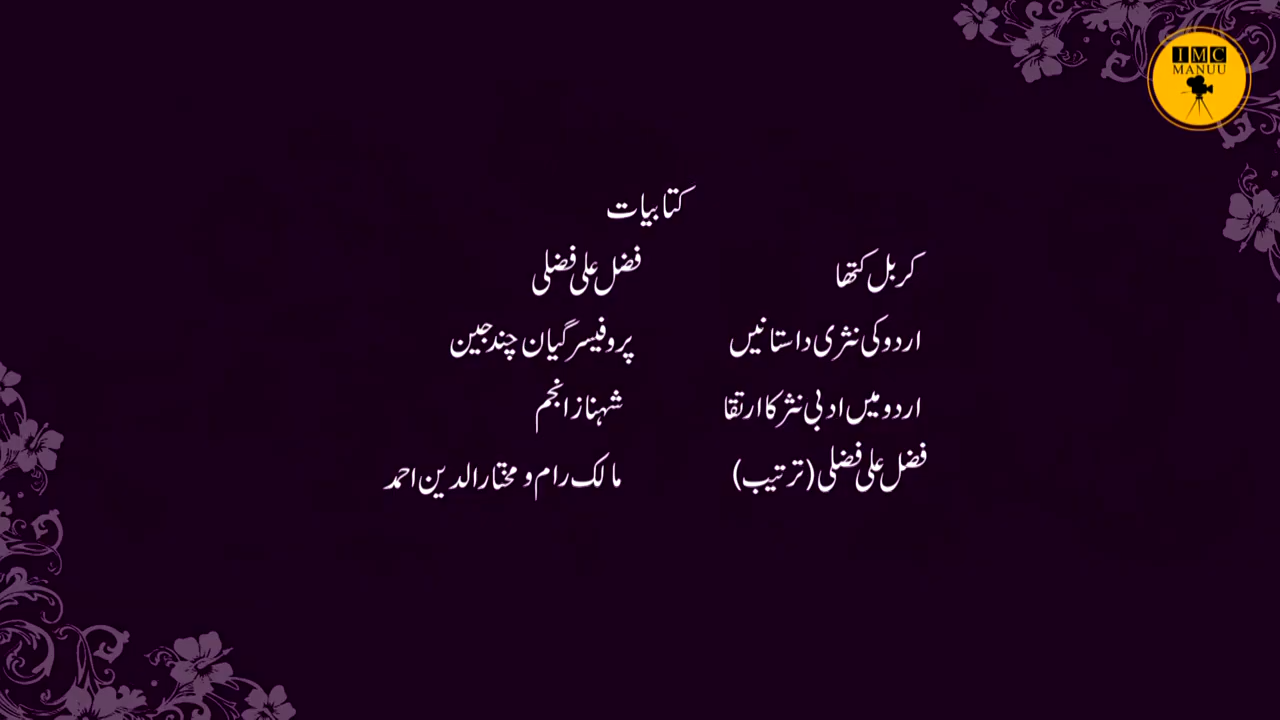 IMC
MANUU
کتابیات
کربل کتھا فضل علی فضلی
اردو کی نثری داستانیں پروفیسر گیان چند جین
اردو میں ادبی نثر کا ارتقا شہناز انجم
فضل علی فضلی (ترتیب) مالک رام و مختار الدین احمد